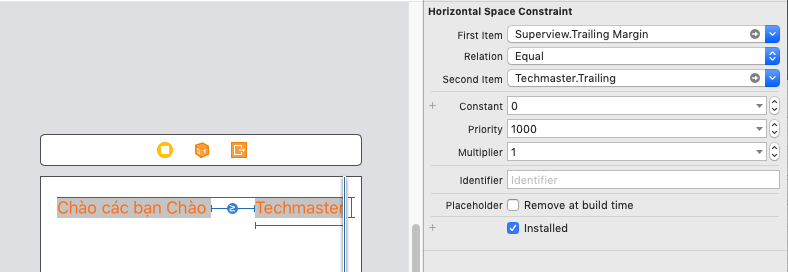 Horizontal Space Constraint
First Item Superview.Trailing Margin
Relation Equal
Second Item Techmaster.Trailing
+ Constant 0
Priority 1000
Multiplier 1
Identifier Identifier
Placeholder Remove at build time
+ Installed
Chào các bạn Chào ≥ Techmaster